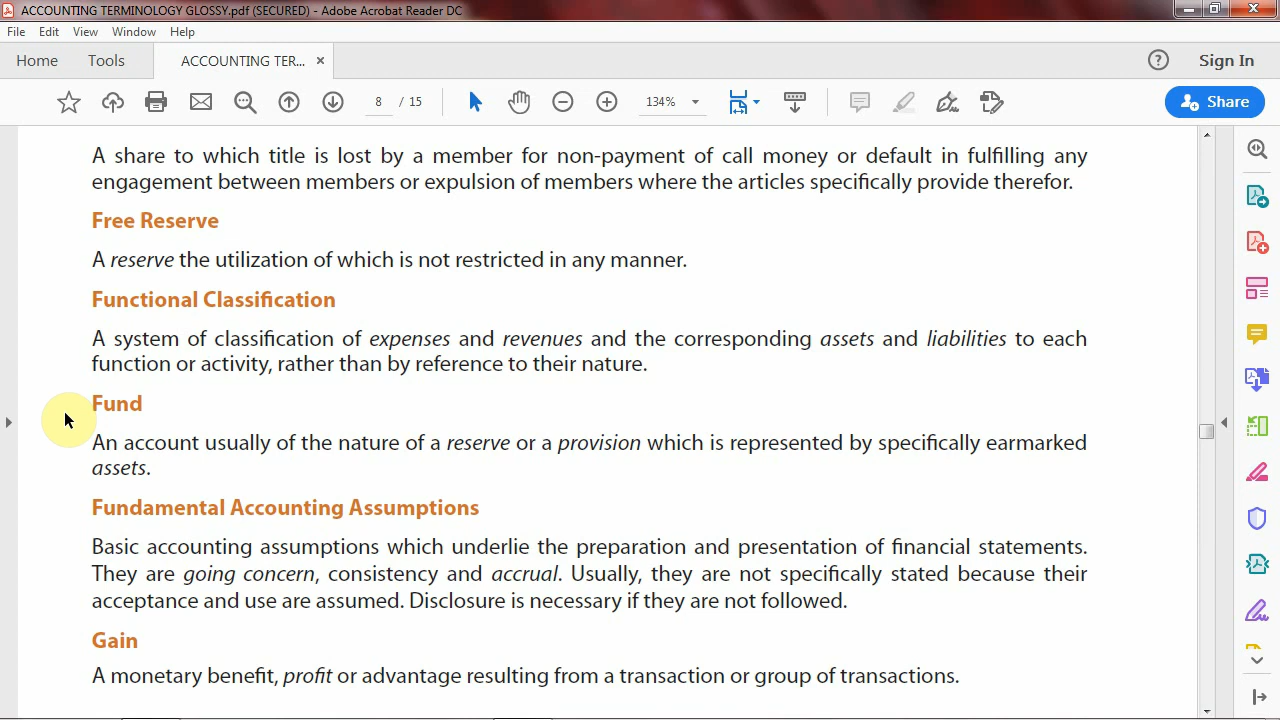 ACCOUNTING TERMINOLOGY GLOSSY.pdf (SECURED) - Adobe Acrobat Reader DC
File Edit View Window Help
Home Tools ACCOUNTING TER... × ? Sign In
8 / 15 134% Share
A share to which title is lost by a member for non-payment of call money or default in fulfilling any
engagement between members or expulsion of members where the articles specifically provide therefor.
Free Reserve
A reserve the utilization of which is not restricted in any manner.
Functional Classification
A system of classification of expenses and revenues and the corresponding assets and liabilities to each
function or activity, rather than by reference to their nature.
Fund
An account usually of the nature of a reserve or a provision which is represented by specifically earmarked
assets.
Fundamental Accounting Assumptions
Basic accounting assumptions which underlie the preparation and presentation of financial statements.
They are going concern, consistency and accrual. Usually, they are not specifically stated because their
acceptance and use are assumed. Disclosure is necessary if they are not followed.
Gain
A monetary benefit, profit or advantage resulting from a transaction or group of transactions.